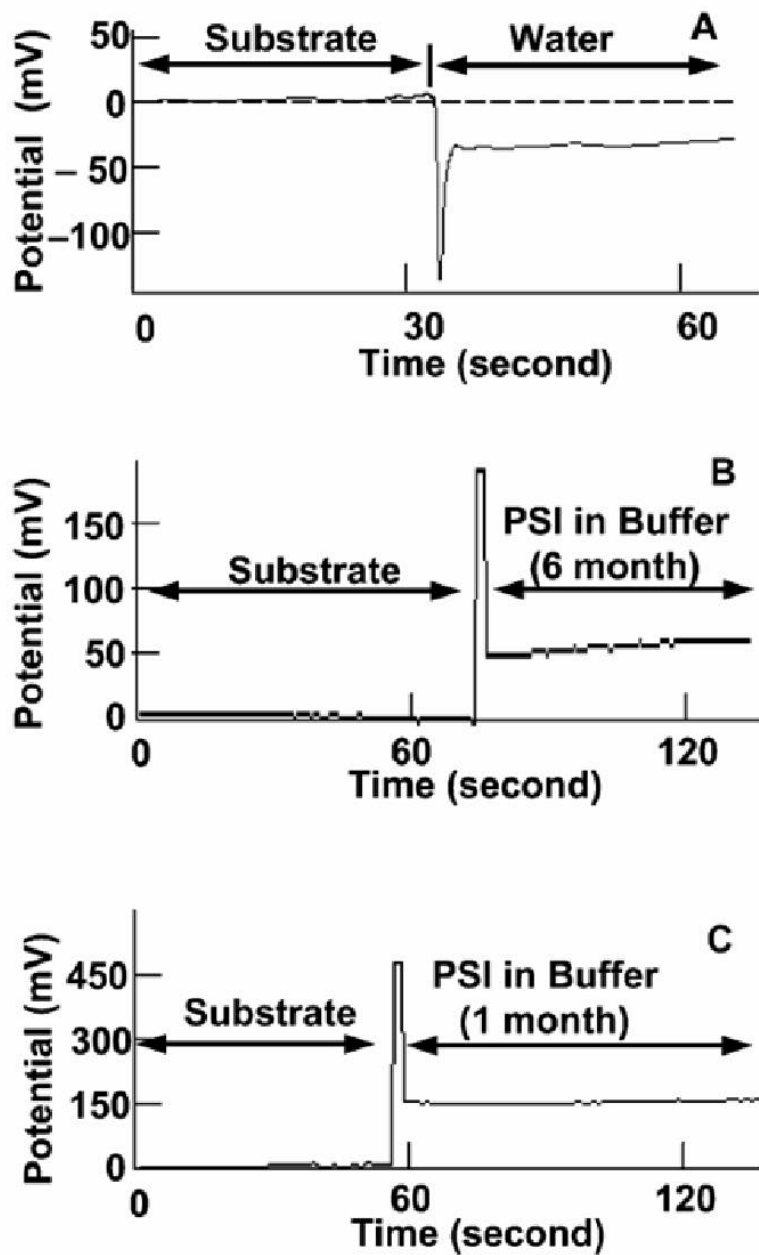 A
Substrate
Water
50
0
– 50
–100
Potential (mV)
0
30
60
Time (second)
B
PSI in Buffer
(6 month)
Substrate
150
100
50
0
Potential (mV)
0
60
120
Time (second)
C
PSI in Buffer
(1 month)
Substrate
450
300
150
0
Potential (mV)
0
60
120
Time (second)